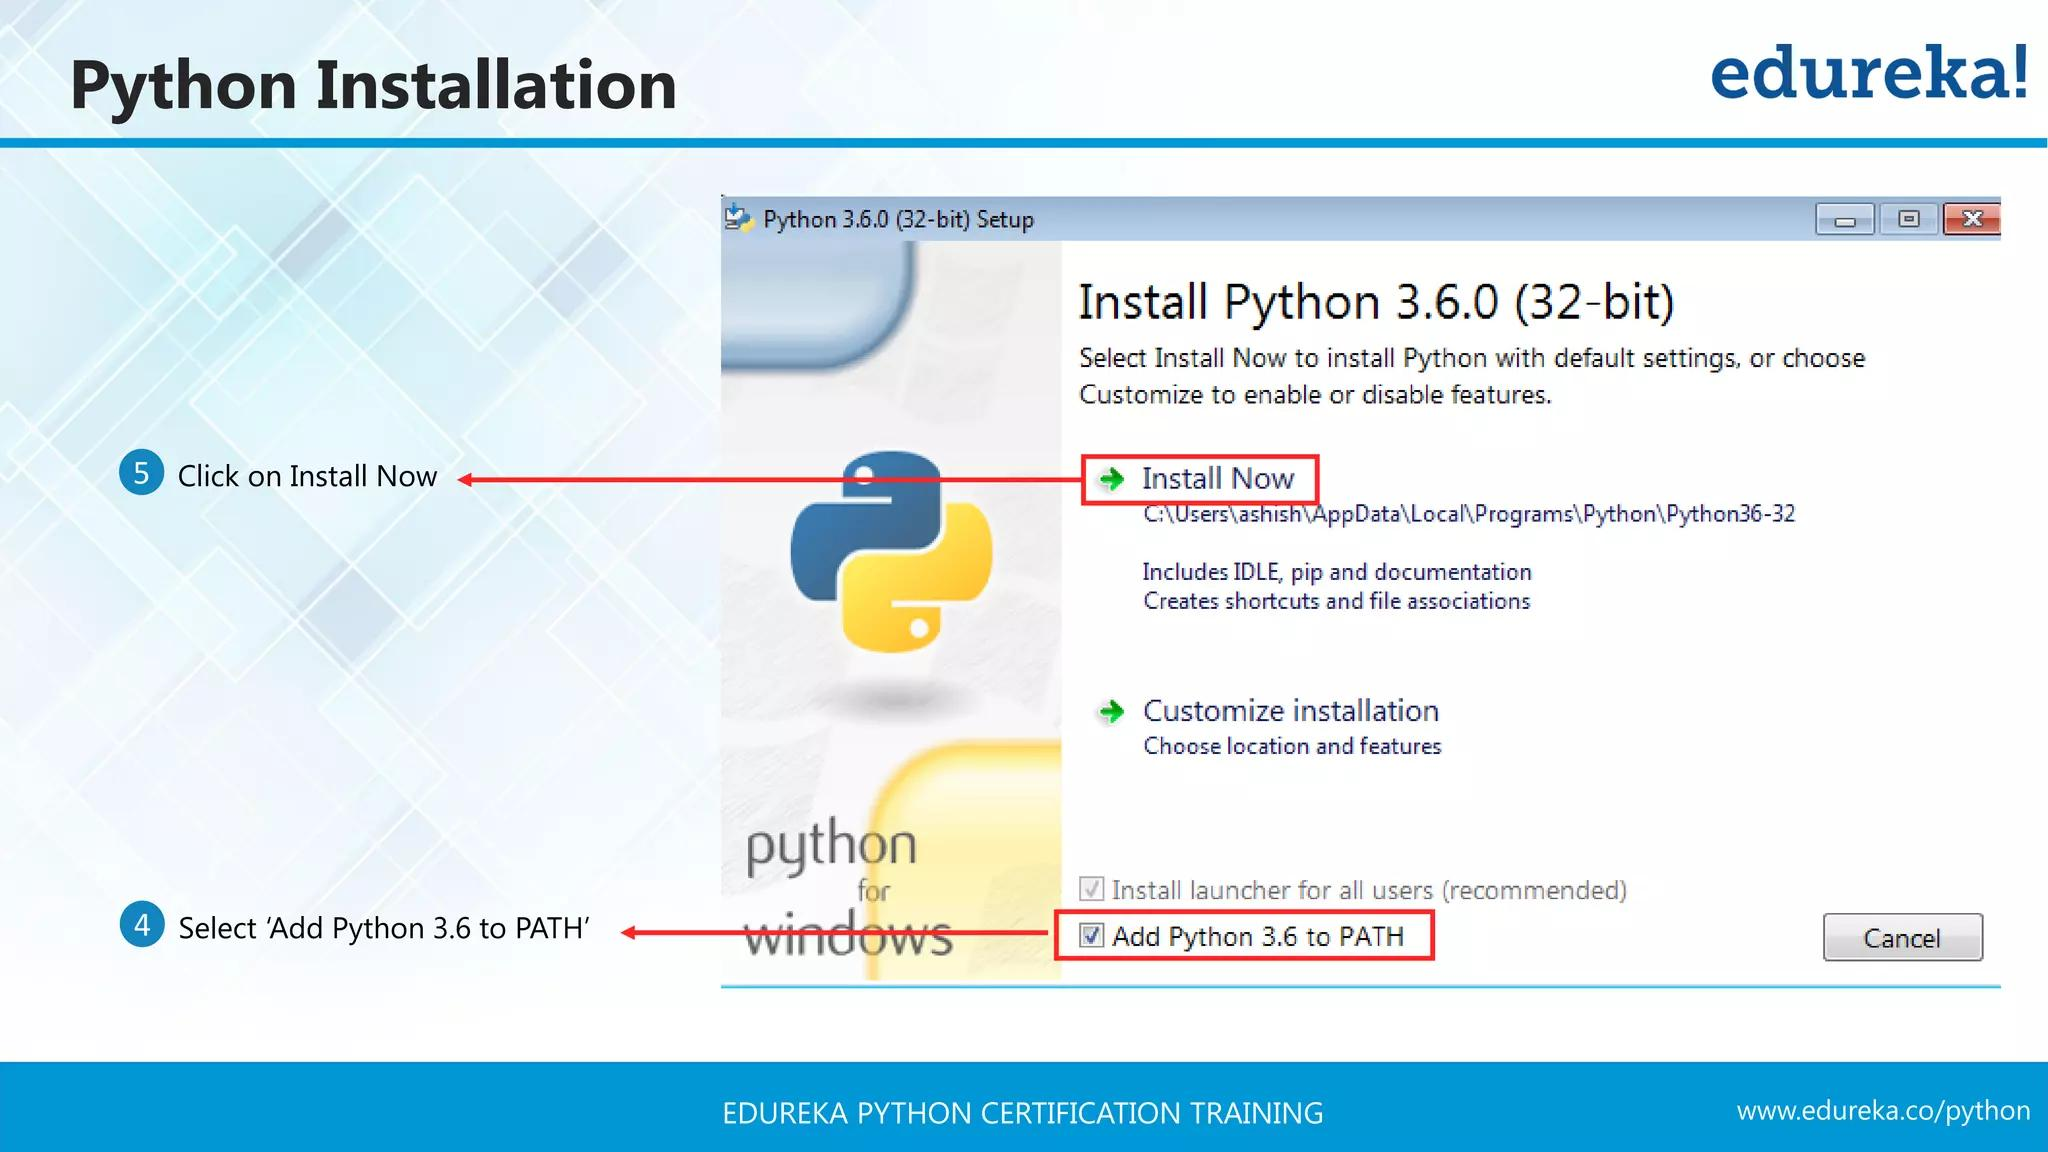 Python Installation
edureka!
Python 3.6.0 (32-bit) Setup
Install Python 3.6.0 (32-bit)
Select Install Now to install Python with default settings, or choose
Customize to enable or disable features.
5 Click on Install Now
Install Now
C:\Users\ashish\AppData\Local\Programs\Python\Python36-32
Includes IDLE, pip and documentation
Creates shortcuts and file associations
Customize installation
Choose location and features
python
for
windows
Install launcher for all users (recommended)
4 Select ‘Add Python 3.6 to PATH’
Add Python 3.6 to PATH
Cancel
EDUREKA PYTHON CERTIFICATION TRAINING
www.edureka.co/python